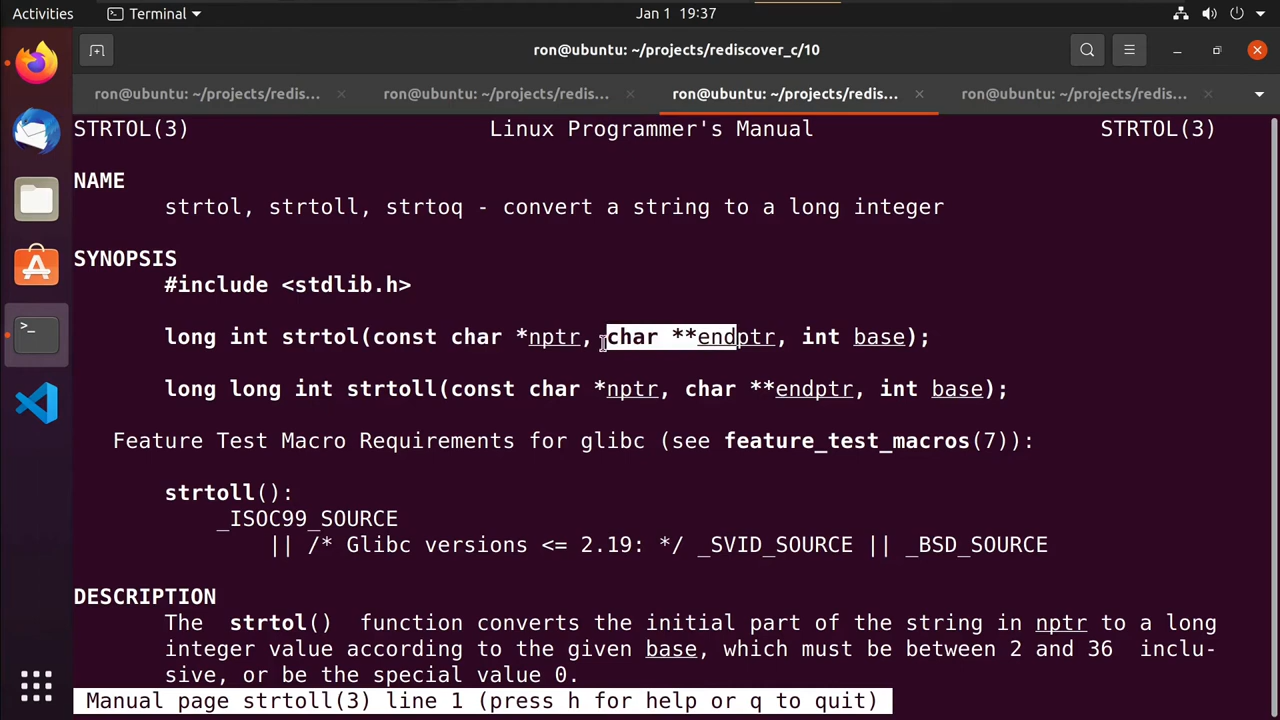 Activities
Terminal
Jan 1 19:37
ron@ubuntu: ~/projects/rediscover_c/10
ron@ubuntu: ~/projects/redis...
ron@ubuntu: ~/projects/redis...
ron@ubuntu: ~/projects/redis...
ron@ubuntu: ~/projects/redis...
STRTOL(3) Linux Programmer's Manual STRTOL(3)
NAME
strtol, strtoll, strtoq - convert a string to a long integer
SYNOPSIS
#include <stdlib.h>
long int strtol(const char *nptr, char **endptr, int base);
long long int strtoll(const char *nptr, char **endptr, int base);
Feature Test Macro Requirements for glibc (see feature_test_macros(7)):
strtoll():
_ISOC99_SOURCE
|| /* Glibc versions <= 2.19: */ _SVID_SOURCE || _BSD_SOURCE
DESCRIPTION
The strtol() function converts the initial part of the string in nptr to a long
integer value according to the given base, which must be between 2 and 36 inclu-
sive, or be the special value 0.
Manual page strtoll(3) line 1 (press h for help or q to quit)